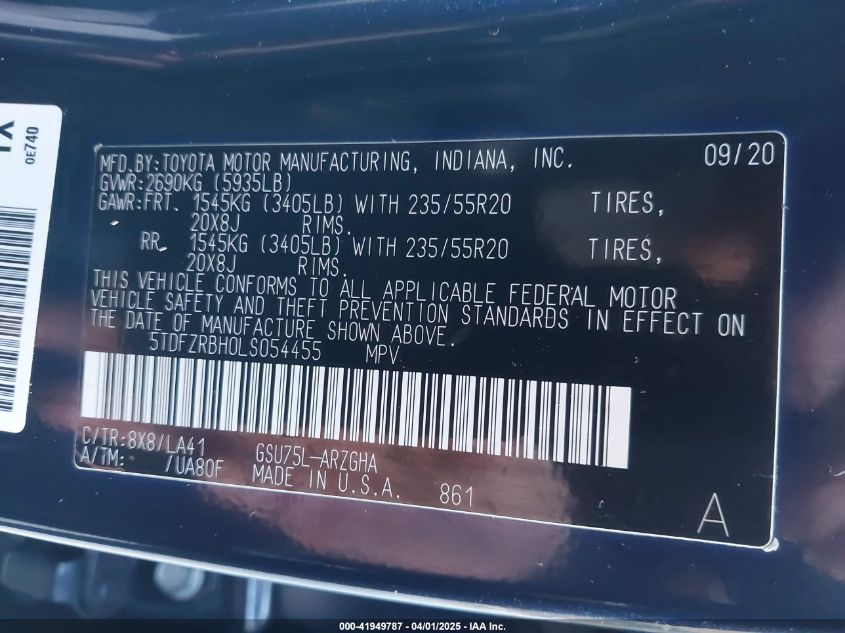 MFD.BY:TOYOTA MOTOR MANUFACTURING, INDIANA, INC. 09/20
GVWR:2690KG (5935LB)
GAWR:FRT. 1545KG (3405LB) WITH 235/55R20 TIRES,
20X8J RIMS.
RR. 1545KG (3405LB) WITH 235/55R20 TIRES,
20X8J RIMS.
THIS VEHICLE CONFORMS TO ALL APPLICABLE FEDERAL MOTOR
VEHICLE SAFETY AND THEFT PREVENTION STANDARDS IN EFFECT ON
THE DATE OF MANUFACTURE SHOWN ABOVE.
5TDFZRBH0LS054455 MPV
C/TR:8X8/LA41 GSU75L-ARZGHA
A/TM: /UA80F MADE IN U.S.A. 861
A
0E740
000-41949787 - 04/01/2025 - IAA Inc.